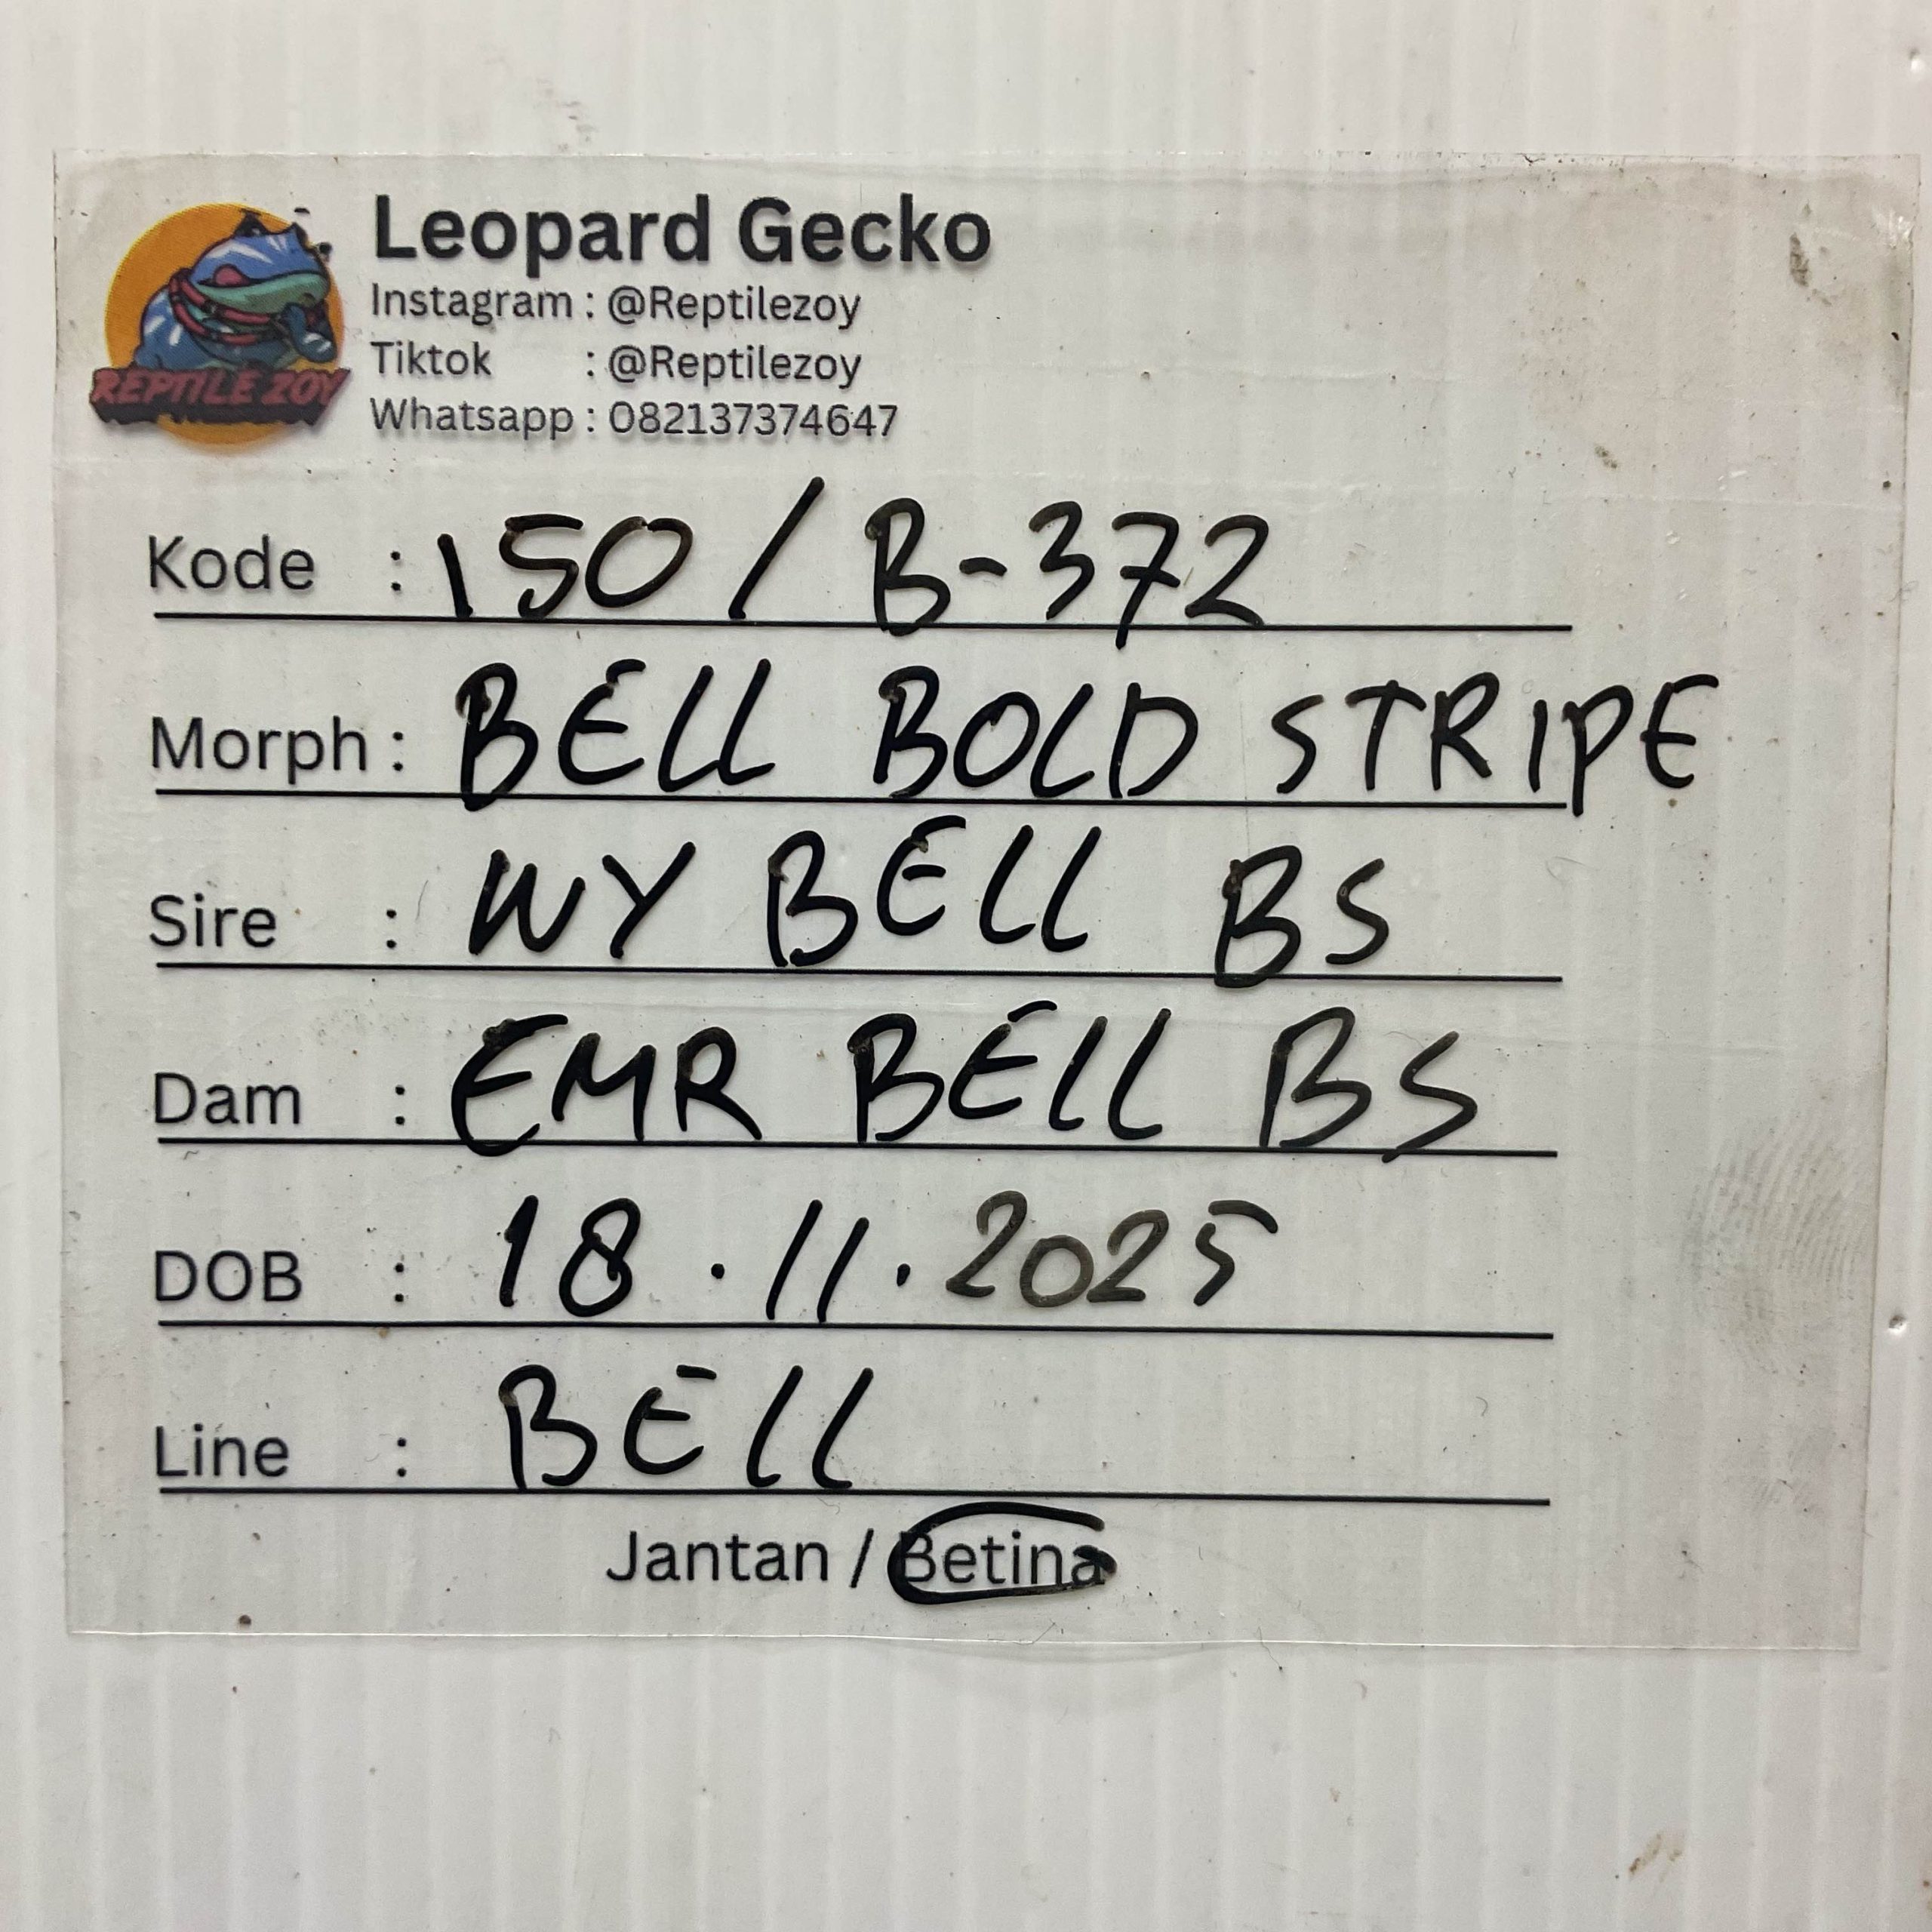 Leopard Gecko
Instagram : @Reptilezoy
Tiktok : @Reptilezoy
Whatsapp : 082137374647
REPTILE ZOY
Kode : 150 / B-372
Morph : BELL BOLD STRIPE
Sire : WY BELL BS
Dam : EMR BELL BS
DOB : 18.11.2025
Line : BELL
Jantan / Betina